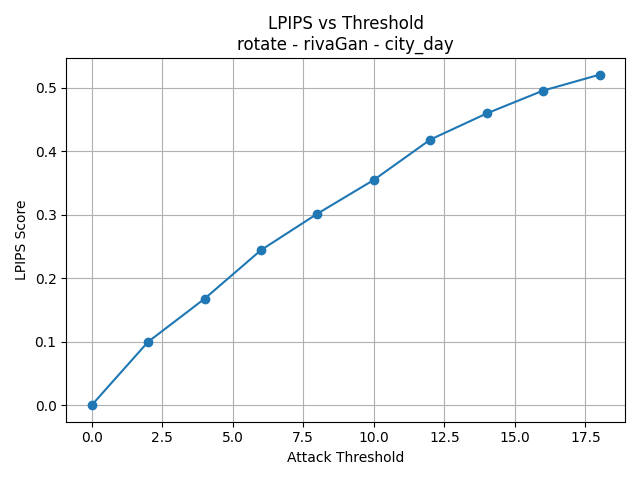 LPIPS vs Threshold
rotate - rivaGan - city_day
LPIPS Score
0.5
0.4
0.3
0.2
0.1
0.0
0.0 2.5 5.0 7.5 10.0 12.5 15.0 17.5
Attack Threshold